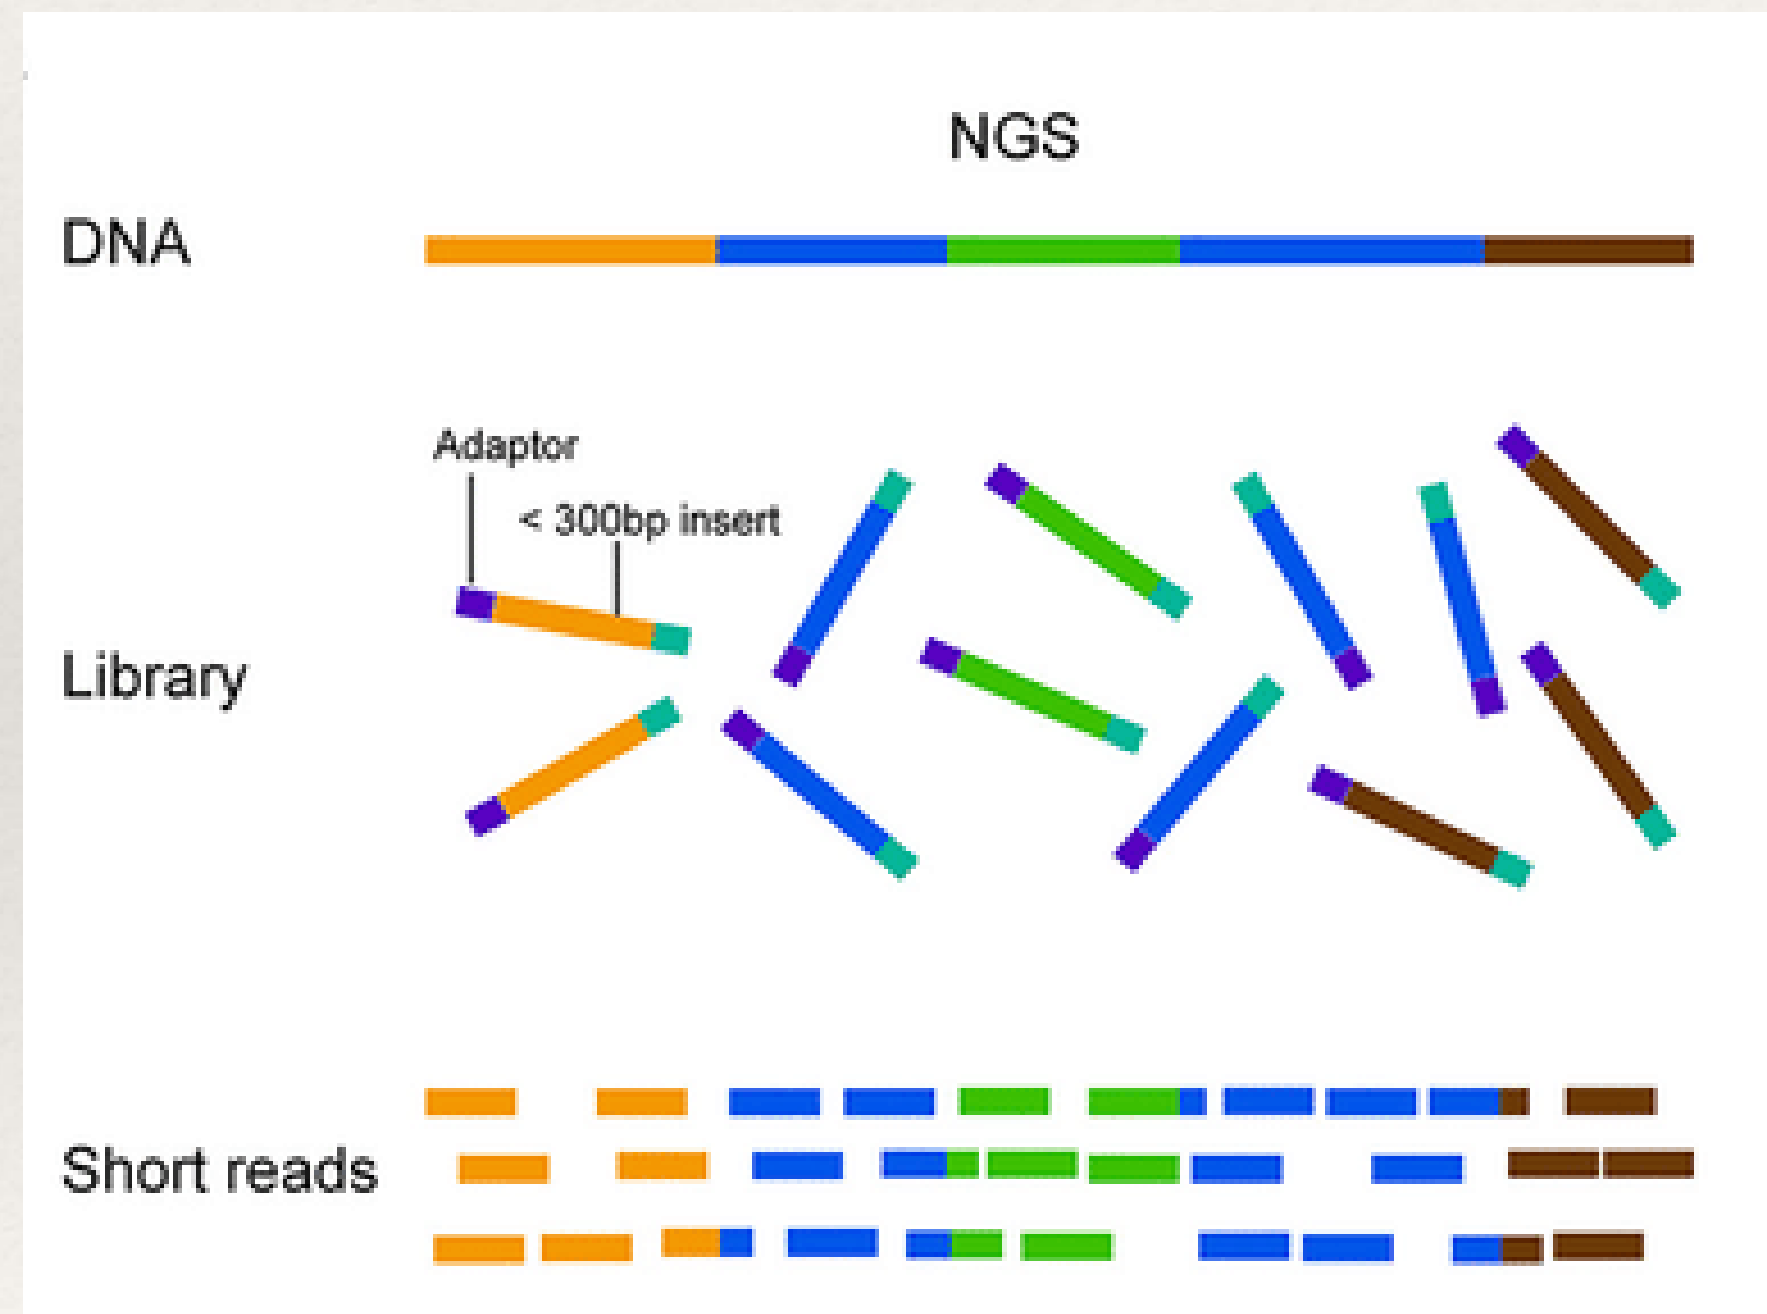 NGS
DNA
Adaptor
< 300bp insert
Library
Short reads